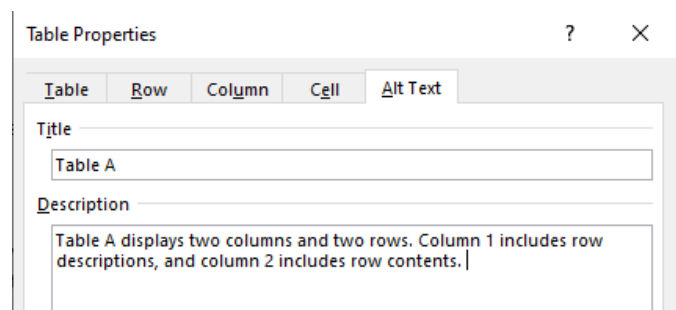 Table Properties ? ×
Table Row Column Cell Alt Text
Title
Table A
Description
Table A displays two columns and two rows. Column 1 includes row
descriptions, and column 2 includes row contents.